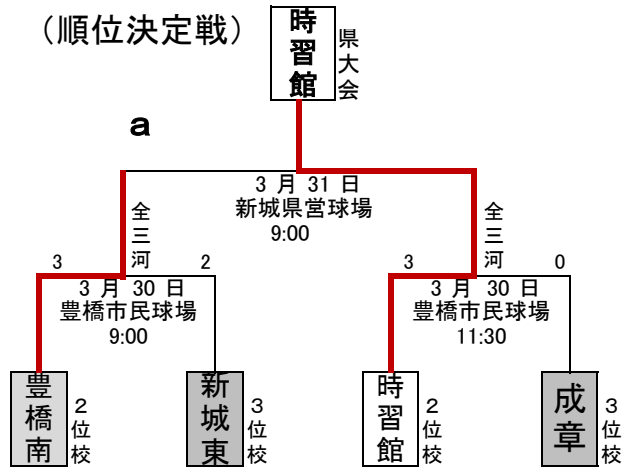 （順位決定戦）
時習館
県大会
a
3 月 31 日
新城県営球場
9:00
全三河
全三河
3
2
3
0
3 月 30 日
豊橋市民球場
9:00
3 月 30 日
豊橋市民球場
11:30
豊橋南
２位校
新城東
３位校
時習館
２位校
成章
３位校